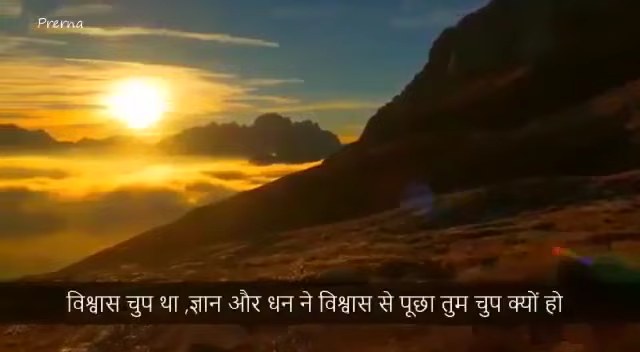 Prerna
विश्वास चुप था ,ज्ञान और धन ने विश्वास से पूछा तुम चुप क्यों हो